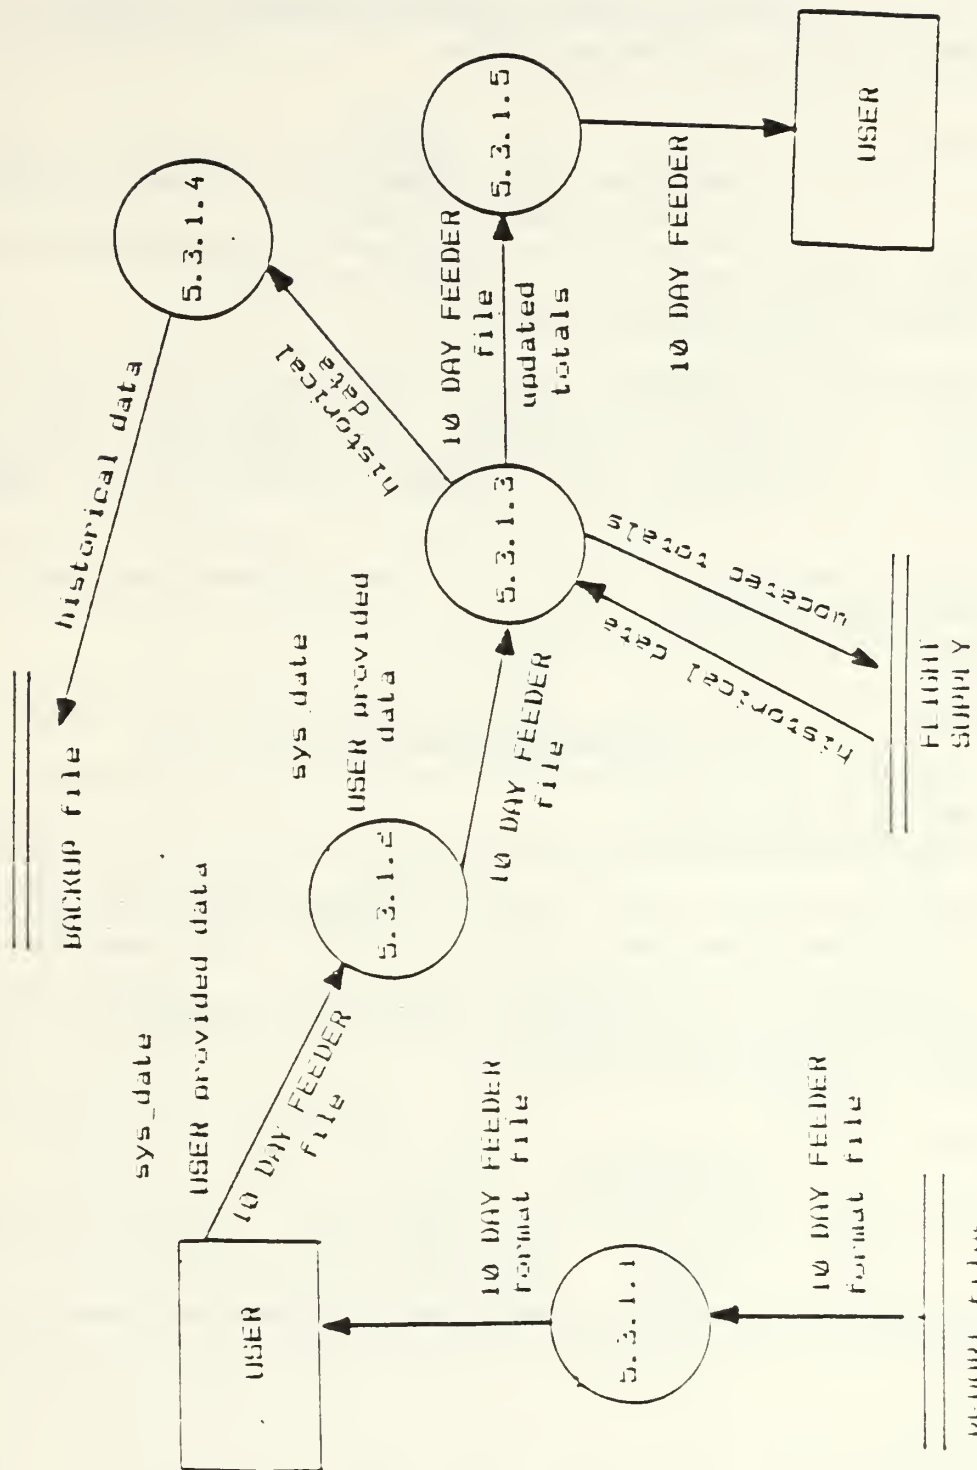 BACKUP file
historical data
5.3.1.4
historical
data
sys_date
USER provided data
10 DAY FEEDER
file
USER
5.3.1.2
sys_date
USER provided
data
10 DAY FEEDER
file
5.3.1.3
10 DAY FEEDER
file
updated
totals
5.3.1.5
10 DAY FEEDER
USER
10 DAY FEEDER
format file
5.3.1.1
10 DAY FEEDER
format file
historical data
updated totals
FLIGHT
SUPPLY